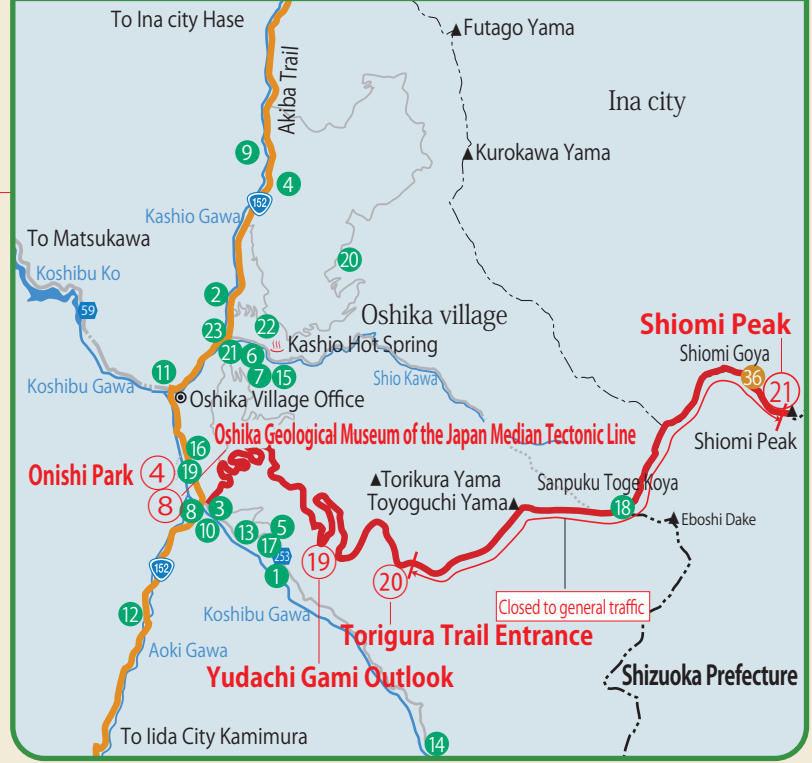 To Ina city Hase
Futago Yama
Akiba Trail
Ina city
9
Kurokawa Yama
4
152
Kashio Gawa
To Matsukawa
20
Koshibu Ko
2
59
Oshika village
Shiomi Peak
23
22
21
6
Kashio Hot Spring
Shiomi Goya
11
7
15
Shio Kawa
36
21
Koshibu Gawa
Oshika Village Office
Shiomi Peak
Oshika Geological Museum of the Japan Median Tectonic Line
16
Onishi Park
4
19
Torikura Yama
Sanpuku Toge Koya
8
Toyoguchi Yama
8
3
18
10
13
5
Eboshi Dake
17
253
19
152
1
20
Closed to general traffic
12
Koshibu Gawa
Torigura Trail Entrance
Aoki Gawa
Yudachi Gami Outlook
Shizuoka Prefecture
To Iida City Kamimura
14